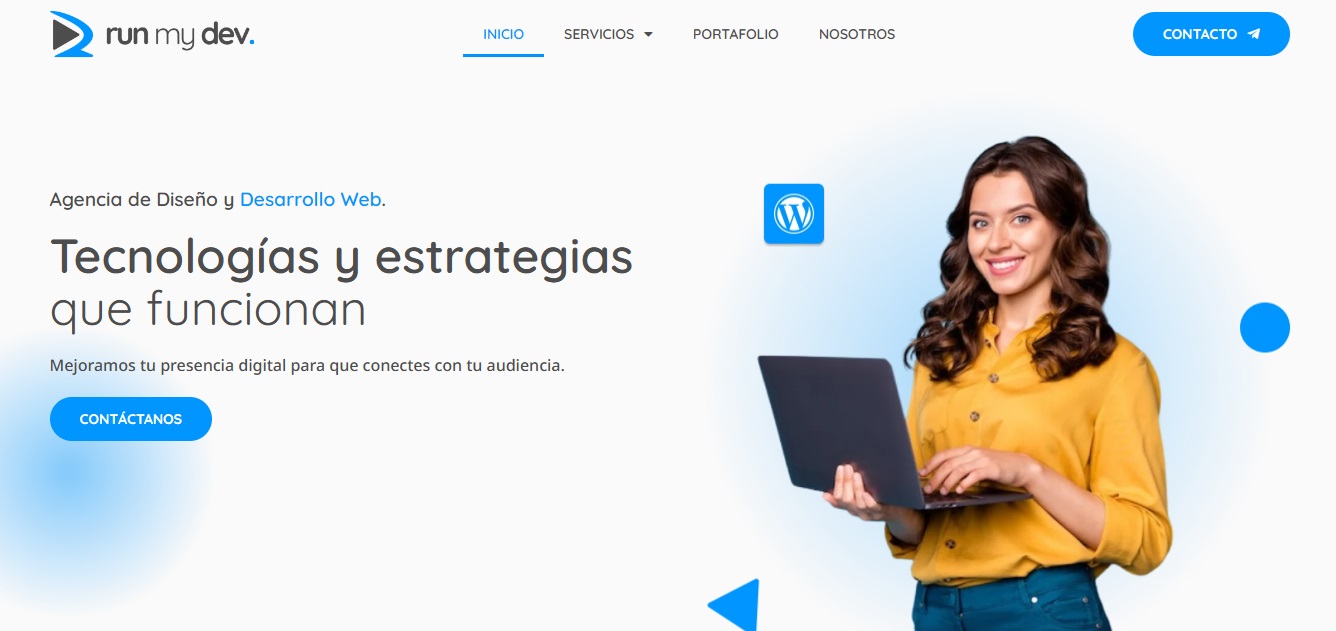 run my dev.
INICIO
SERVICIOS
PORTAFOLIO
NOSOTROS
CONTACTO
Agencia de Diseño y Desarrollo Web.
Tecnologías y estrategias
que funcionan
Mejoramos tu presencia digital para que conectes con tu audiencia.
CONTÁCTANOS